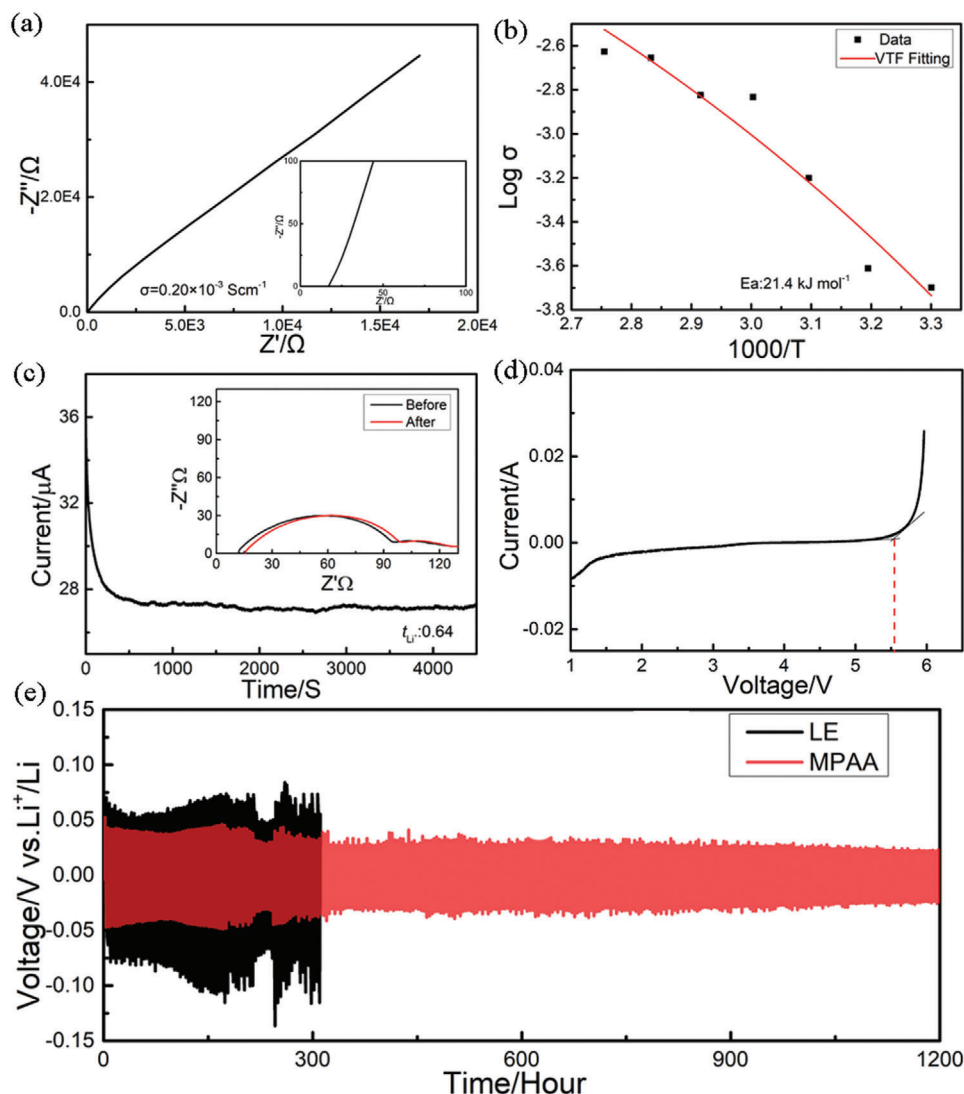 (a)
4.0E4
2.0E4
0.0
-Z''/Ω
100
50
0
-Z''/Ω
0
50
100
Z'/Ω
σ=0.20×10⁻³ Scm⁻¹
0.0
5.0E3
1.0E4
1.5E4
2.0E4
Z'/Ω
(b)
-2.6
-2.8
-3.0
-3.2
-3.4
-3.6
-3.8
Log σ
Data
VTF Fitting
Ea:21.4 kJ mol⁻¹
2.7
2.8
2.9
3.0
3.1
3.2
3.3
1000/T
(c)
36
32
28
Current/μA
120
90
60
30
0
-Z''Ω
Before
After
0
30
60
90
120
Z'Ω
tLi⁺:0.64
0
1000
2000
3000
4000
Time/S
(d)
0.04
0.02
0.00
-0.02
Current/A
1
2
3
4
5
6
Voltage/V
(e)
0.15
0.10
0.05
0.00
-0.05
-0.10
-0.15
Voltage/V vs.Li⁺/Li
LE
MPAA
0
300
600
900
1200
Time/Hour